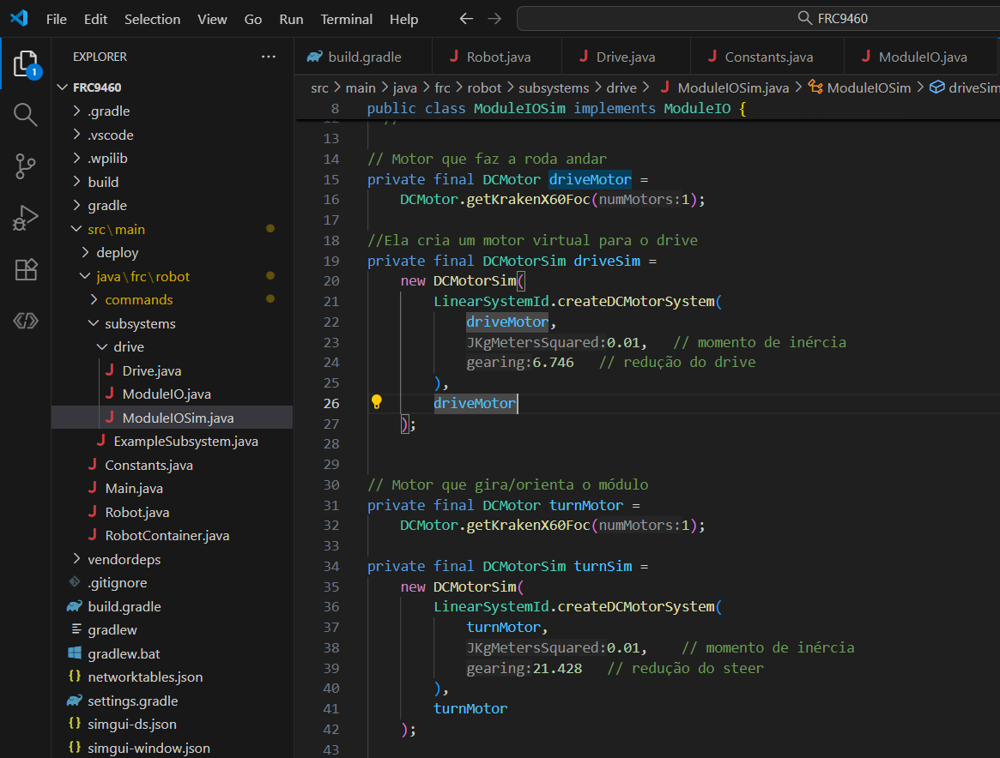 File Edit Selection View Go Run Terminal Help FRC9460
1
EXPLORER ...
FRC9460
.gradle
.vscode
.wpilib
build
gradle
src\main
deploy
java\frc\robot
commands
subsystems
drive
Drive.java
ModuleIO.java
ModuleIOSim.java
ExampleSubsystem.java
Constants.java
Main.java
Robot.java
RobotContainer.java
vendordeps
.gitignore
build.gradle
gradlew
gradlew.bat
networktables.json
settings.gradle
simgui-ds.json
simgui-window.json
build.gradle Robot.java Drive.java Constants.java ModuleIO.java
src > main > java > frc > robot > subsystems > drive > ModuleIOSim.java > ModuleIOSim > driveSim
8 public class ModuleIOSim implements ModuleIO {
12 //
13
14 // Motor que faz a roda andar
15 private final DCMotor driveMotor =
16 DCMotor.getKrakenX60Foc(numMotors:1);
17
18 //Ela cria um motor virtual para o drive
19 private final DCMotorSim driveSim =
20 new DCMotorSim(
21 LinearSystemId.createDCMotorSystem(
22 driveMotor,
23 JKgMetersSquared:0.01, // momento de inércia
24 gearing:6.746 // redução do drive
25 ),
26 driveMotor
27 );
28
29
30 // Motor que gira/orienta o módulo
31 private final DCMotor turnMotor =
32 DCMotor.getKrakenX60Foc(numMotors:1);
33
34 private final DCMotorSim turnSim =
35 new DCMotorSim(
36 LinearSystemId.createDCMotorSystem(
37 turnMotor,
38 JKgMetersSquared:0.01, // momento de inércia
39 gearing:21.428 // redução do steer
40 ),
41 turnMotor
42 );
43